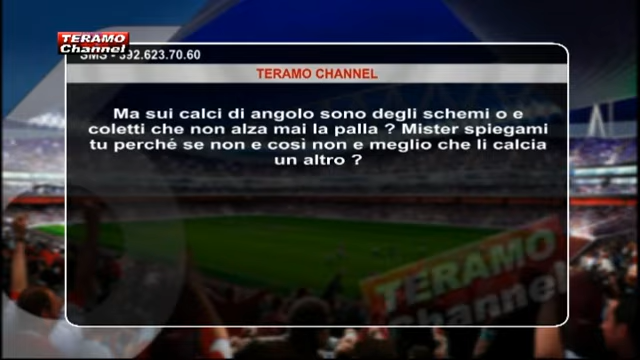 TERAMO
Channel
SMS - 392.623.70.60
TERAMO CHANNEL
Ma sui calci di angolo sono degli schemi o e
coletti che non alza mai la palla ? Mister spiegami
tu perché se non e così non e meglio che li calcia
un altro ?
TERAMO
Channel